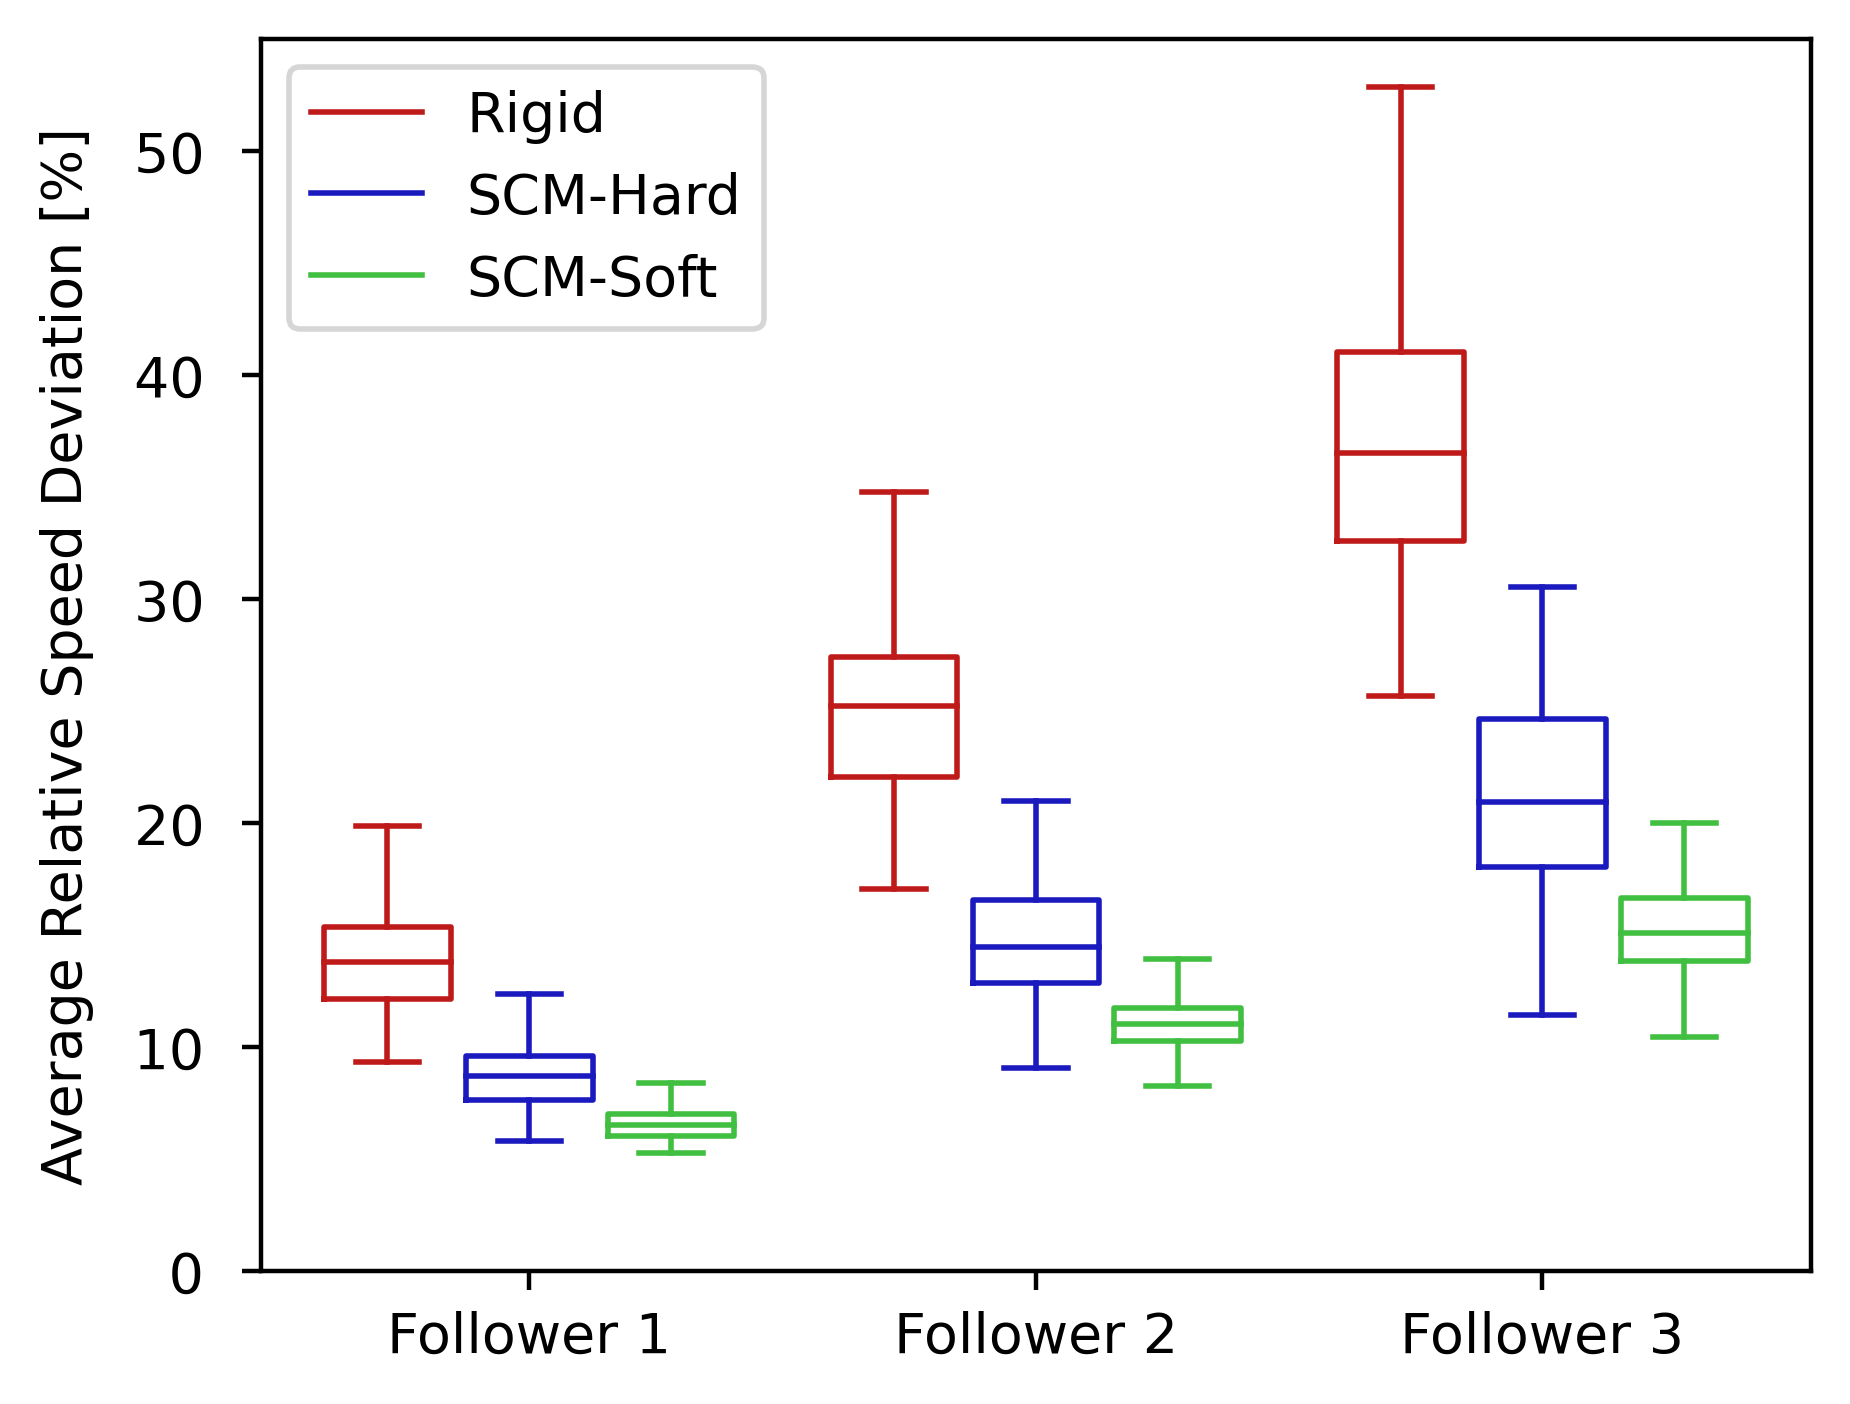 Rigid
SCM-Hard
SCM-Soft
Average Relative Speed Deviation [%]
50
40
30
20
10
0
Follower 1
Follower 2
Follower 3